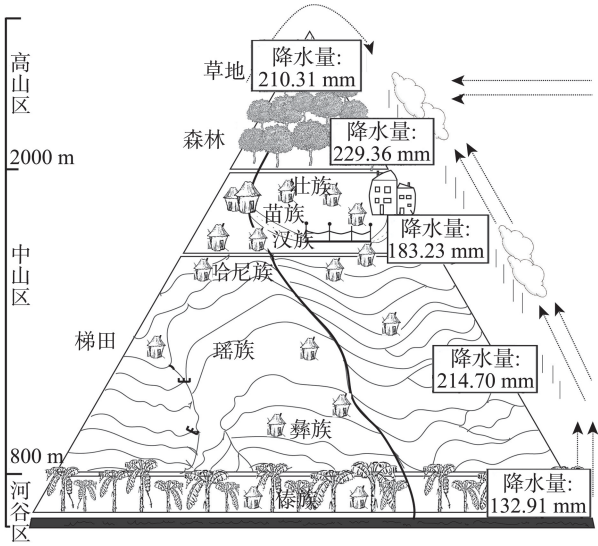 降水量:
210.31 mm
草地
高山区
降水量:
229.36 mm
森林
2000 m
壮族
苗族
汉族
降水量:
183.23 mm
中山区
哈尼族
梯田
瑶族
降水量:
214.70 mm
彝族
800 m
河谷区
傣族
降水量:
132.91 mm